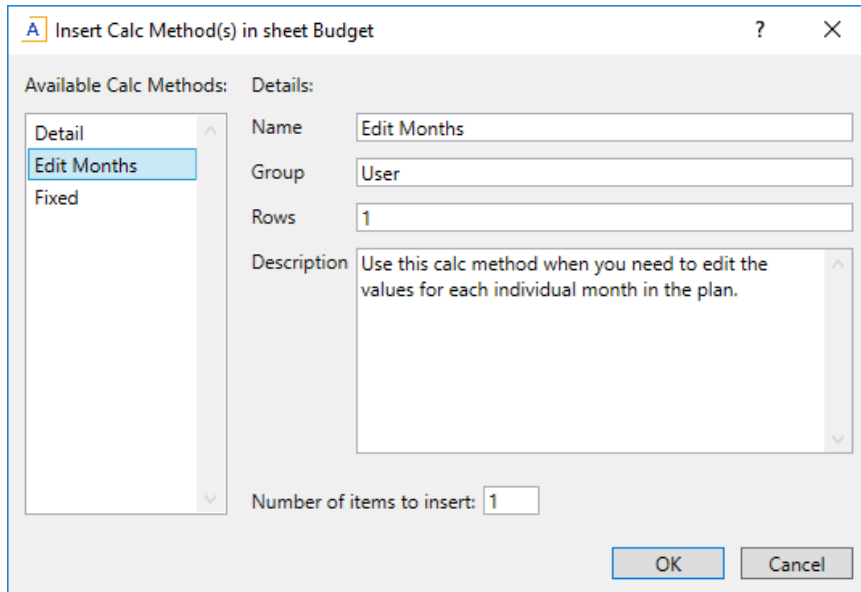 A Insert Calc Method(s) in sheet Budget ?
Available Calc Methods:
Detail
Edit Months
Fixed
Details:
Name Edit Months
Group User
Rows 1
Description Use this calc method when you need to edit the
values for each individual month in the plan.
Number of items to insert: 1
OK Cancel